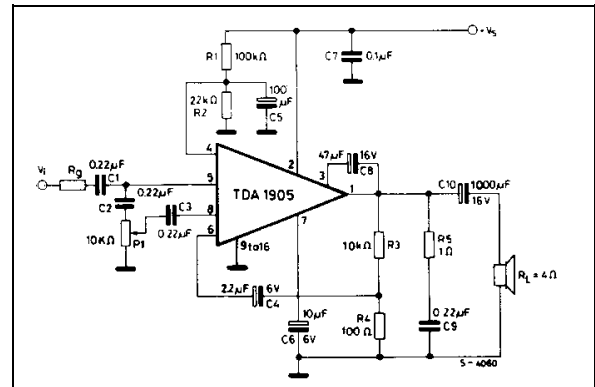 +Vs
R1
100kΩ
C7
0.1µF
22kΩ
R2
100
µF
C5
4
Vi
Rg
0.22µF
C1
0.22µF
C2
10KΩ
P1
C3
0.22µF
5
8
6
TDA 1905
9to16
2
3
1
7
47µF
16V
C8
C10
1000µF
16V
10kΩ
R3
R5
1Ω
RL = 4Ω
2.2µF
6V
C4
10µF
C6
6V
R4
100Ω
0.22µF
C9
S-4060